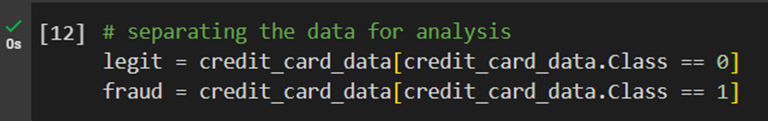 [12] # separating the data for analysis
0s
legit = credit_card_data[credit_card_data.Class == 0]
fraud = credit_card_data[credit_card_data.Class == 1]